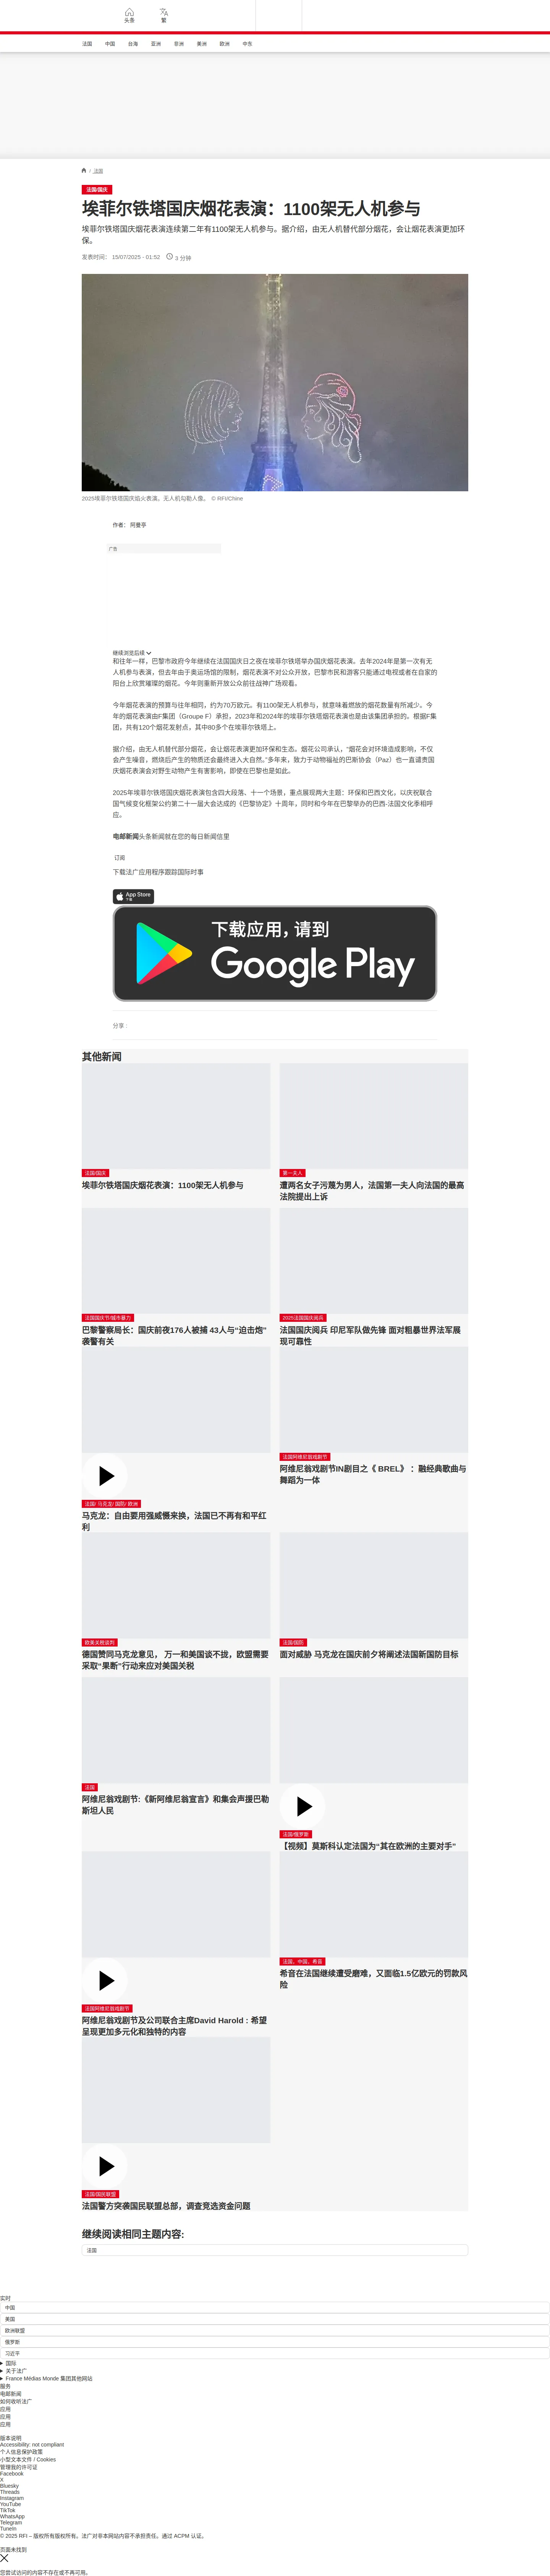 头条
繁
法国
中国
台海
亚洲
非洲
美洲
欧洲
中东
/ 法国
法国/国庆
埃菲尔铁塔国庆烟花表演：1100架无人机参与
埃菲尔铁塔国庆烟花表演连续第二年有1100架无人机参与。据介绍，由无人机替代部分烟花，会让烟花表演更加环
保。
发表时间： 15/07/2025 - 01:52
3 分钟
2025埃菲尔铁塔国庆焰火表演。无人机勾勒人像。 © RFI/Chine
作者： 阿曼亭
广告
继续浏览后续
和往年一样，巴黎市政府今年继续在法国国庆日之夜在埃菲尔铁塔举办国庆烟花表演。去年2024年是第一次有无
人机参与表演，但去年由于奥运场馆的限制，烟花表演不对公众开放，巴黎市民和游客只能通过电视或者在自家的
阳台上欣赏璀璨的烟花。今年则重新开放公众前往战神广场观看。
今年烟花表演的预算与往年相同，约为70万欧元。有1100架无人机参与，就意味着燃放的烟花数量有所减少。今
年的烟花表演由F集团（Groupe F）承担，2023年和2024年的埃菲尔铁塔烟花表演也是由该集团承担的。根据F集
团，共有120个烟花发射点，其中80多个在埃菲尔铁塔上。
据介绍，由无人机替代部分烟花，会让烟花表演更加环保和生态。烟花公司承认，"烟花会对环境造成影响，不仅
会产生噪音，燃烧后产生的物质还会最终进入大自然。"多年来，致力于动物福祉的巴斯协会（Paz）也一直谴责国
庆烟花表演会对野生动物产生有害影响，即使在巴黎也是如此。
2025年埃菲尔铁塔国庆烟花表演包含四大段落、十一个场景，重点展现两大主题：环保和巴西文化，以庆祝联合
国气候变化框架公约第二十一届大会达成的《巴黎协定》十周年，同时和今年在巴黎举办的巴西-法国文化季相呼
应。
电邮新闻头条新闻就在您的每日新闻信里
订阅
下载法广应用程序跟踪国际时事
App Store
下载
下载应用，请到
Google Play
分享 :
其他新闻
法国/国庆
埃菲尔铁塔国庆烟花表演：1100架无人机参与
第一夫人
遭两名女子污蔑为男人，法国第一夫人向法国的最高
法院提出上诉
法国国庆节/城市暴力
巴黎警察局长：国庆前夜176人被捕 43人与“迫击炮”
袭警有关
2025法国国庆阅兵
法国国庆阅兵 印尼军队做先锋 面对粗暴世界法军展
现可靠性
法国/ 马克龙/ 国防/ 欧洲
马克龙：自由要用强威慑来换，法国已不再有和平红
利
法国阿维尼翁戏剧节
阿维尼翁戏剧节IN剧目之《 BREL》 ： 融经典歌曲与
舞蹈为一体
欧美关税谈判
德国赞同马克龙意见， 万一和美国谈不拢，欧盟需要
采取“果断”行动来应对美国关税
法国/国防
面对威胁 马克龙在国庆前夕将阐述法国新国防目标
法国
阿维尼翁戏剧节:《新阿维尼翁宣言》和集会声援巴勒
斯坦人民
法国/俄罗斯
【视频】莫斯科认定法国为“其在欧洲的主要对手”
法国阿维尼翁戏剧节
阿维尼翁戏剧节及公司联合主席David Harold : 希望
呈现更加多元化和独特的内容
法国，中国，希音
希音在法国继续遭受磨难，又面临1.5亿欧元的罚款风
险
法国/国民联盟
法国警方突袭国民联盟总部，调查竞选资金问题
继续阅读相同主题内容:
法国
实时
中国
美国
欧洲联盟
俄罗斯
习近平
国际
关于法广
France Médias Monde 集团其他网站
服务
电邮新闻
如何收听法广
应用
应用
应用
版本说明
Accessibility: not compliant
个人信息保护政策
小型文本文件 / Cookies
管理我的许可证
Facebook
X
Bluesky
Threads
Instagram
YouTube
TikTok
WhatsApp
Telegram
TuneIn
© 2025 RFI – 版权所有版权所有。法广对非本网站内容不承担责任。通过 ACPM 认证。
页面未找到
您尝试访问的内容不存在或不再可用。